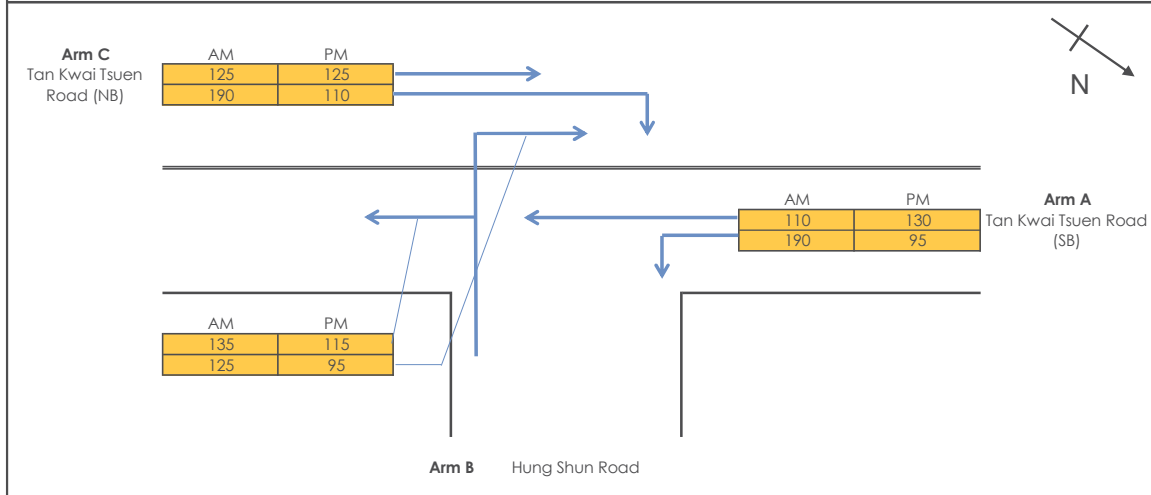 Arm C
Tan Kwai Tsuen
Road (NB)
AM PM
125 125
190 110
N
AM PM
110 130
190 95
Arm A
Tan Kwai Tsuen Road
(SB)
AM PM
135 115
125 95
Arm B Hung Shun Road